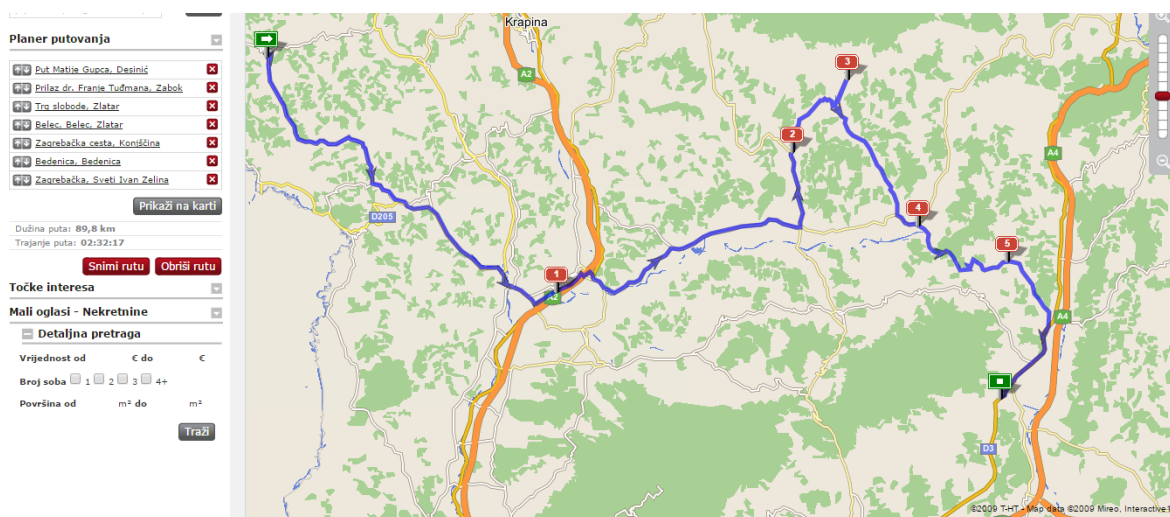 Planer putovanja
Put Matije Gupca, Desinić
Prilaz dr. Franje Tuđmana, Zabok
Trg slobode, Zlatar
Belec, Belec, Zlatar
Zagrebačka cesta, Konjščina
Bedenica, Bedenica
Zagrebačka, Sveti Ivan Zelina
Prikaži na karti
Dužina puta: 89,8 km
Trajanje puta: 02:32:17
Snimi rutu Obriši rutu
Točke interesa
Mali oglasi - Nekretnine
Detaljna pretraga
Vrijednost od € do €
Broj soba 1 2 3 4+
Površina od m² do m²
Traži
Krapina
A2
3
2
A4
D205
4
5
1
A2
A4
D3
©2009 T-HT - Map data ©2009 Mireo, Interactive